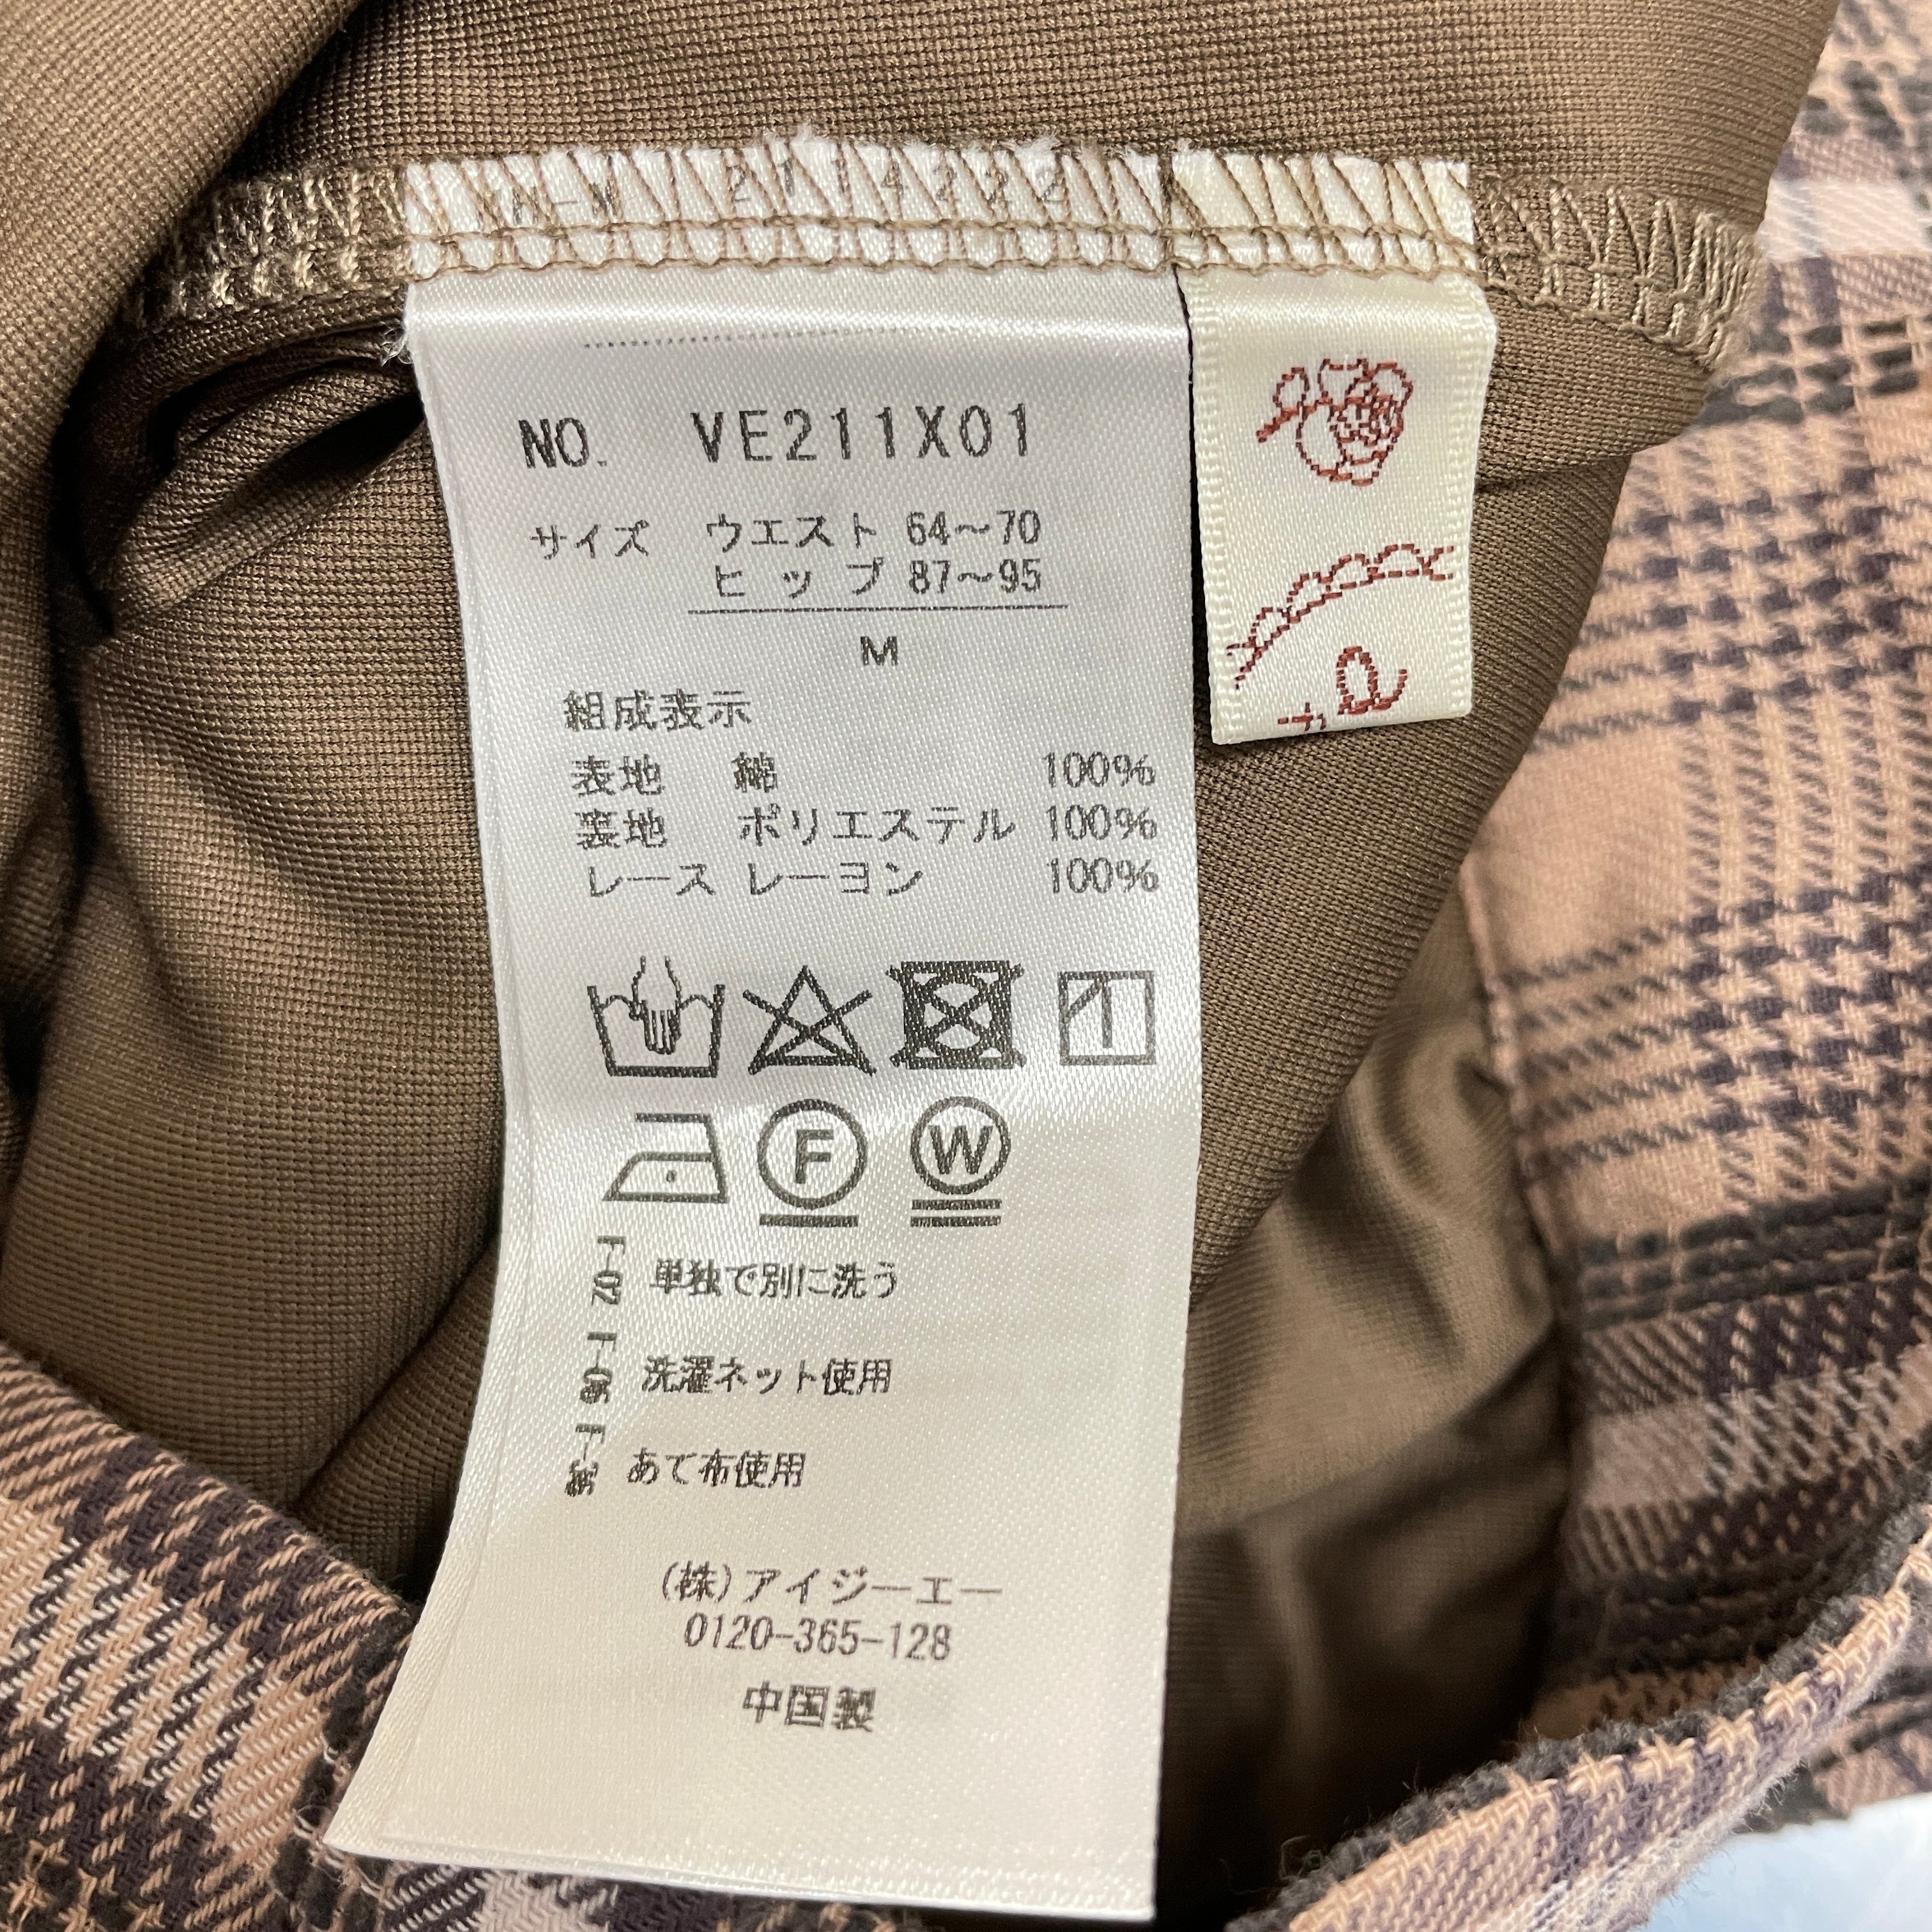 2114222
NO. VE211X01
サイズ ウエスト 64～70
ヒップ 87～95
M
組成表示
表地 綿 100%
裏地 ポリエステル 100%
レース レーヨン 100%
F
W
F-02 単独で別に洗う
F-06 洗濯ネット使用
あて布使用
(株)アイジーエー
0120-365-128
中国製